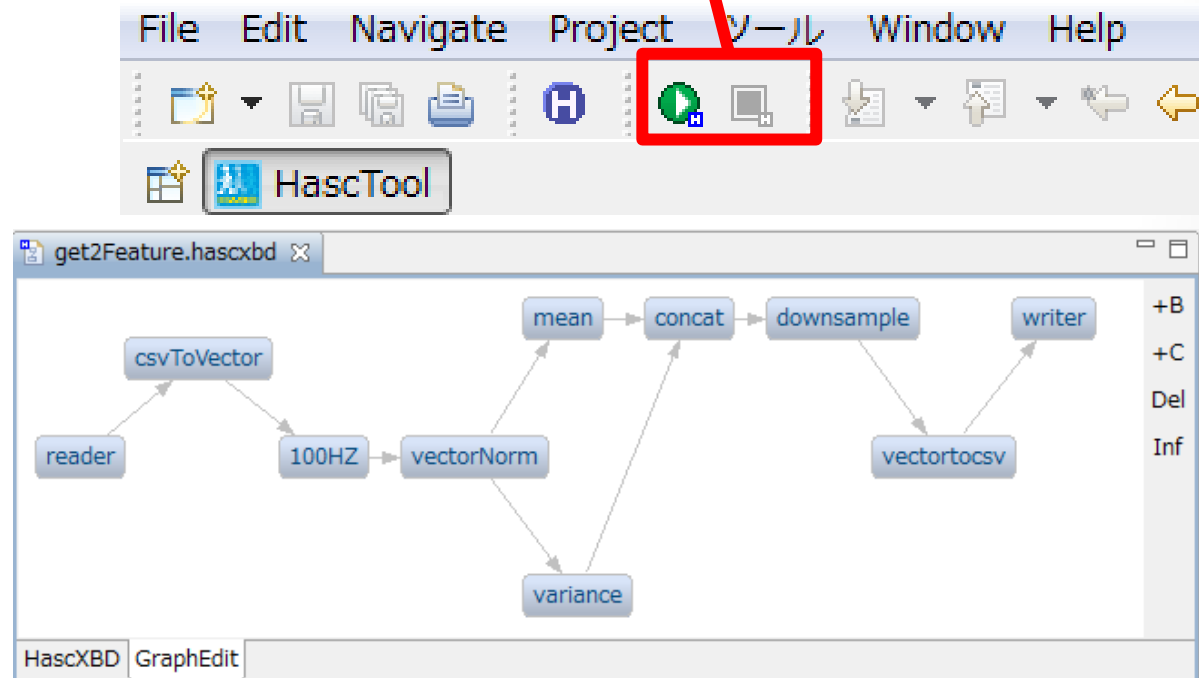 File Edit Navigate Project ツール Window Help
HascTool
get2Feature.hascxbd
mean concat downsample writer +B
csvToVector +C
Del
reader 100HZ vectorNorm vectortocsv Inf
variance
HascXBD GraphEdit